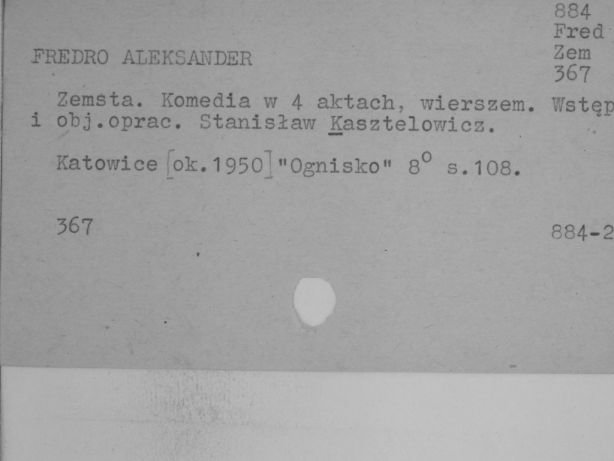 884
Fred
Zem
367
FREDRO ALEKSANDER
Zemsta. Komedia w 4 aktach, wierszem. Wstęp
i obj.oprac. Stanisław Kasztelowicz.
Katowice [ok.1950] "Ognisko" 8° s.108.
367
884-2